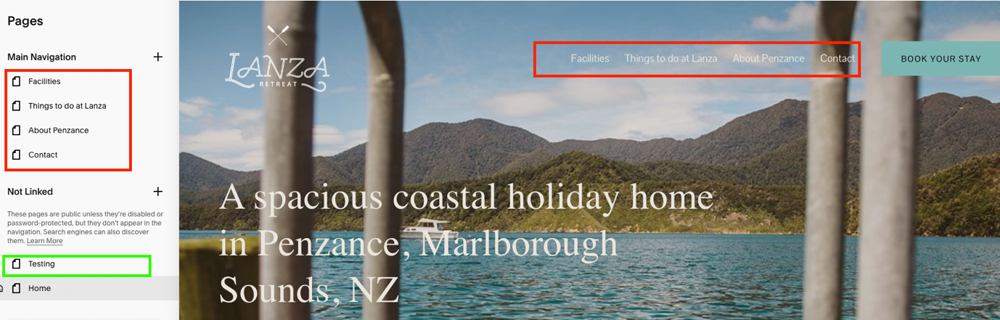 Pages
Main Navigation
Facilities
Things to do at Lanza
About Penzance
Contact
Not Linked
These pages are public unless they're disabled or
password-protected, but they don't appear in the
navigation. Search engines can also discover
them. Learn More
Testing
Home
LANZA
RETREAT
Facilities Things to do at Lanza About Penzance Contact
BOOK YOUR STAY
A spacious coastal holiday home
in Penzance, Marlborough
Sounds, NZ